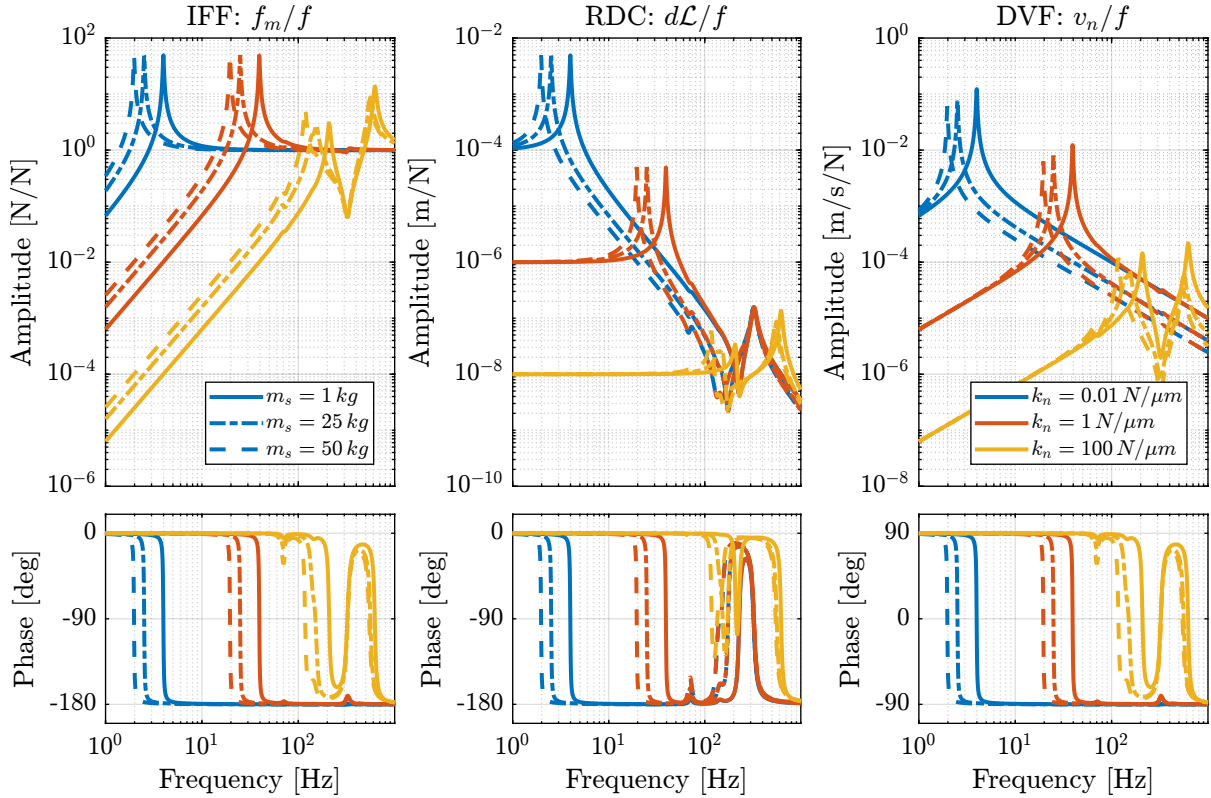 IFF: f_m/f
RDC: dℒ/f
DVF: v_n/f
Amplitude [N/N]
10^2
10^0
10^-2
10^-4
10^-6
m_s = 1 kg
m_s = 25 kg
m_s = 50 kg
Amplitude [m/N]
10^-2
10^-4
10^-6
10^-8
10^-10
Amplitude [m/s/N]
10^0
10^-2
10^-4
10^-6
10^-8
k_n = 0.01 N/μm
k_n = 1 N/μm
k_n = 100 N/μm
Phase [deg]
0
-90
-180
10^0 10^1 10^2
Frequency [Hz]
Phase [deg]
0
-90
-180
10^0 10^1 10^2
Frequency [Hz]
Phase [deg]
90
0
-90
10^0 10^1 10^2
Frequency [Hz]